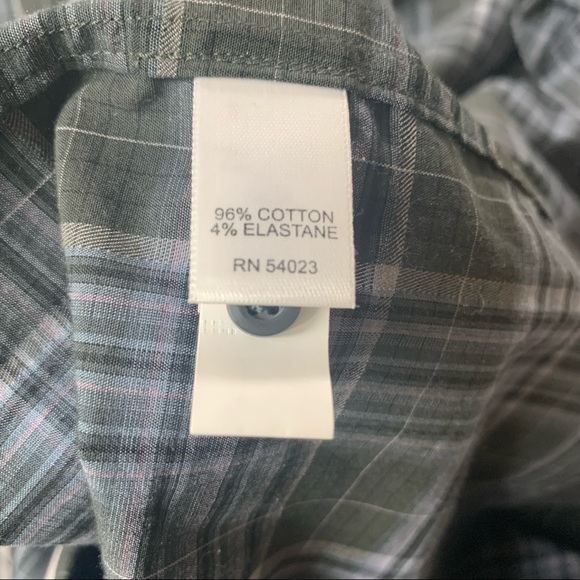 96% COTTON
4% ELASTANE
RN 54023